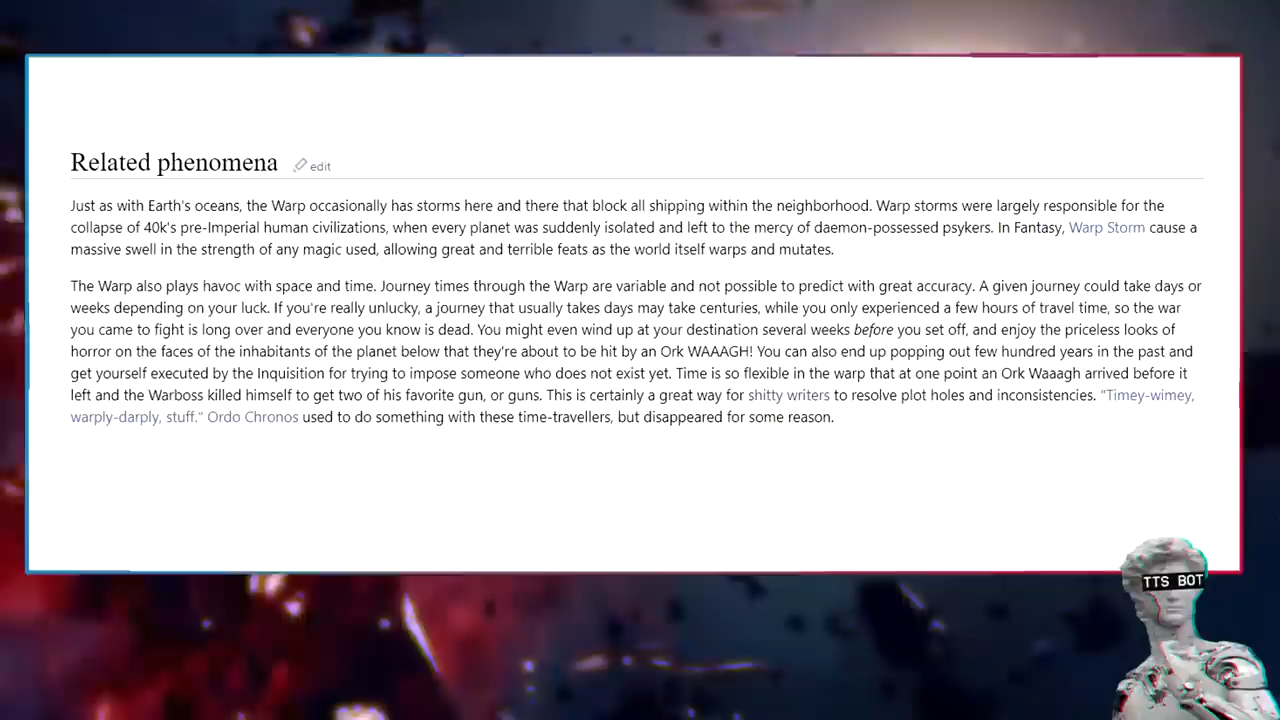 Related phenomena edit
Just as with Earth's oceans, the Warp occasionally has storms here and there that block all shipping within the neighborhood. Warp storms were largely responsible for the
collapse of 40k's pre-Imperial human civilizations, when every planet was suddenly isolated and left to the mercy of daemon-possessed psykers. In Fantasy, Warp Storm cause a
massive swell in the strength of any magic used, allowing great and terrible feats as the world itself warps and mutates.
The Warp also plays havoc with space and time. Journey times through the Warp are variable and not possible to predict with great accuracy. A given journey could take days or
weeks depending on your luck. If you're really unlucky, a journey that usually takes days may take centuries, while you only experienced a few hours of travel time, so the war
you came to fight is long over and everyone you know is dead. You might even wind up at your destination several weeks before you set off, and enjoy the priceless looks of
horror on the faces of the inhabitants of the planet below that they're about to be hit by an Ork WAAAGH! You can also end up popping out few hundred years in the past and
get yourself executed by the Inquisition for trying to impose someone who does not exist yet. Time is so flexible in the warp that at one point an Ork Waaagh arrived before it
left and the Warboss killed himself to get two of his favorite gun, or guns. This is certainly a great way for shitty writers to resolve plot holes and inconsistencies. "Timey-wimey,
warply-darply, stuff." Ordo Chronos used to do something with these time-travellers, but disappeared for some reason.
TTS BOT